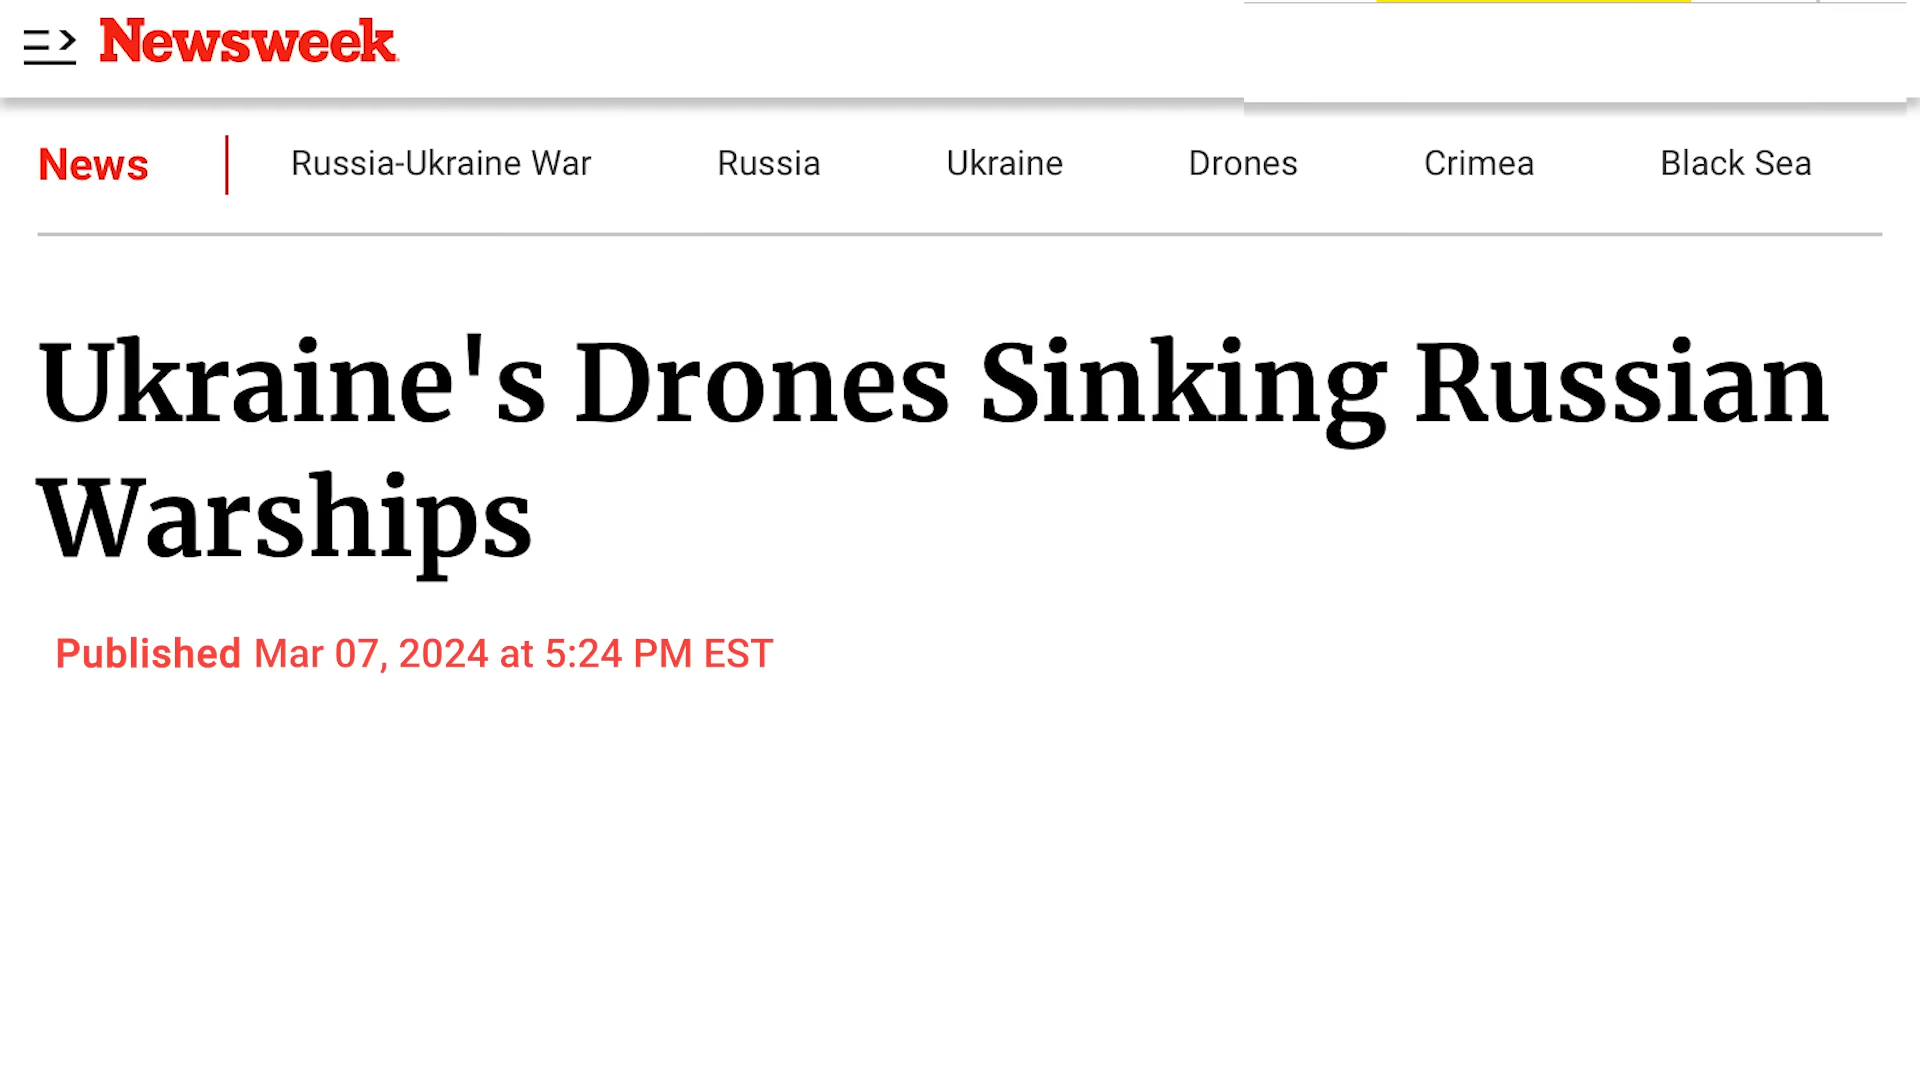 Newsweek
News Russia-Ukraine War Russia Ukraine Drones Crimea Black Sea
Ukraine's Drones Sinking Russian
Warships
Published Mar 07, 2024 at 5:24 PM EST